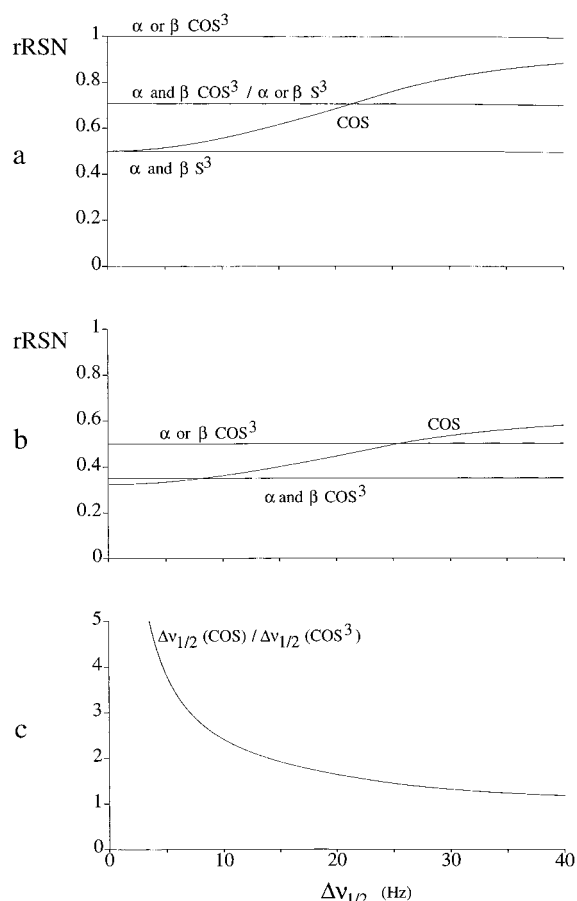 α or β COS³
rRSN
1
0.8
α and β COS³ / α or β S³
COS
0.6
a
α and β S³
0.4
0.2
0
1
rRSN
0.8
0.6
COS
α or β COS³
b
0.4
α and β COS³
0.2
0
5
Δν1/2 (COS) / Δν1/2 (COS³)
4
3
c
2
1
0 10 20 30 40
Δν1/2 (Hz)